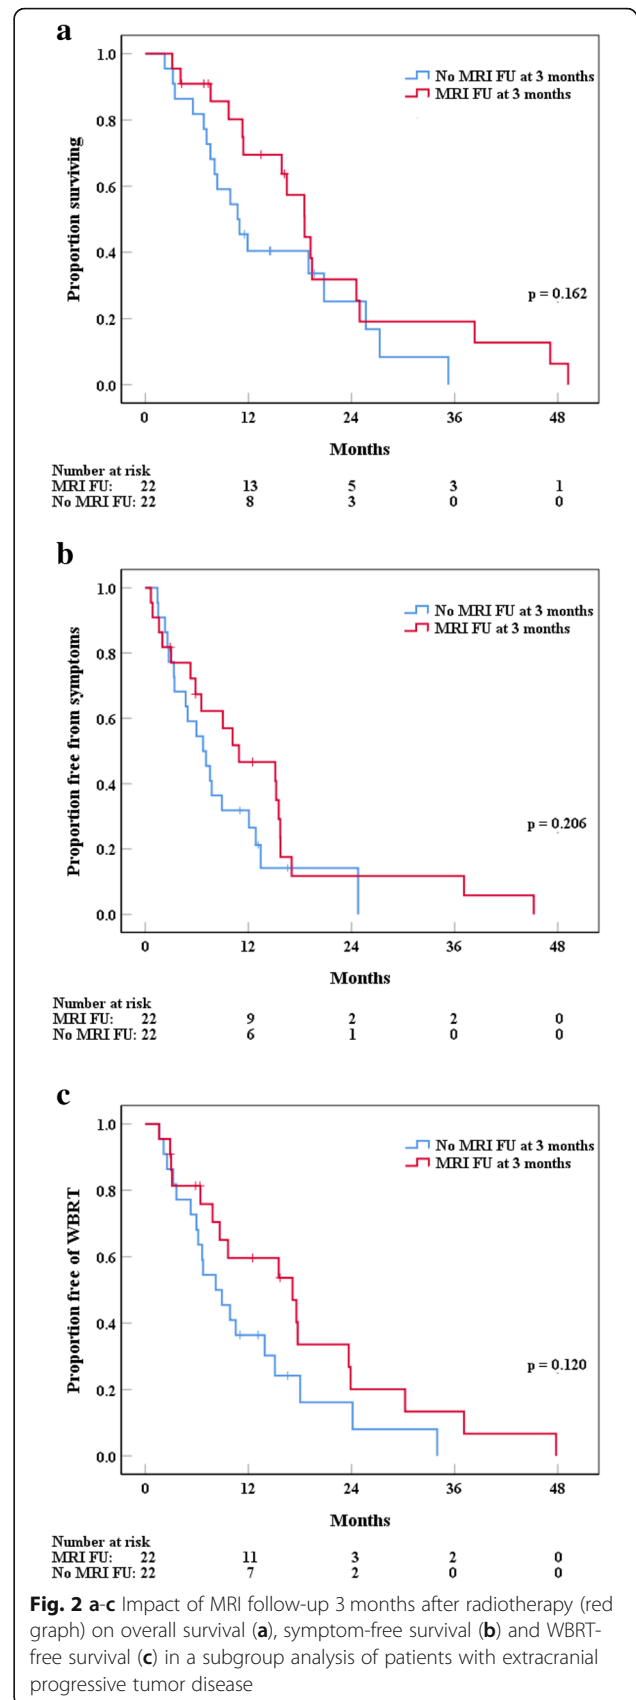 a
1.0
0.8
0.6
0.4
0.2
0.0
Proportion surviving
No MRI FU at 3 months
MRI FU at 3 months
p = 0.162
0 12 24 36 48
Months
Number at risk
MRI FU: 22 13 5 3 1
No MRI FU: 22 8 3 0 0
b
1.0
0.8
0.6
0.4
0.2
0.0
Proportion free from symptoms
No MRI FU at 3 months
MRI FU at 3 months
p = 0.206
0 12 24 36 48
Months
Number at risk
MRI FU: 22 9 2 2 0
No MRI FU: 22 6 1 0 0
c
1.0
0.8
0.6
0.4
0.2
0.0
Proportion free of WBRT
No MRI FU at 3 months
MRI FU at 3 months
p = 0.120
0 12 24 36 48
Months
Number at risk
MRI FU: 22 11 3 2 0
No MRI FU: 22 7 2 0 0
Fig. 2 a-c Impact of MRI follow-up 3 months after radiotherapy (red
graph) on overall survival (a), symptom-free survival (b) and WBRT-
free survival (c) in a subgroup analysis of patients with extracranial
progressive tumor disease